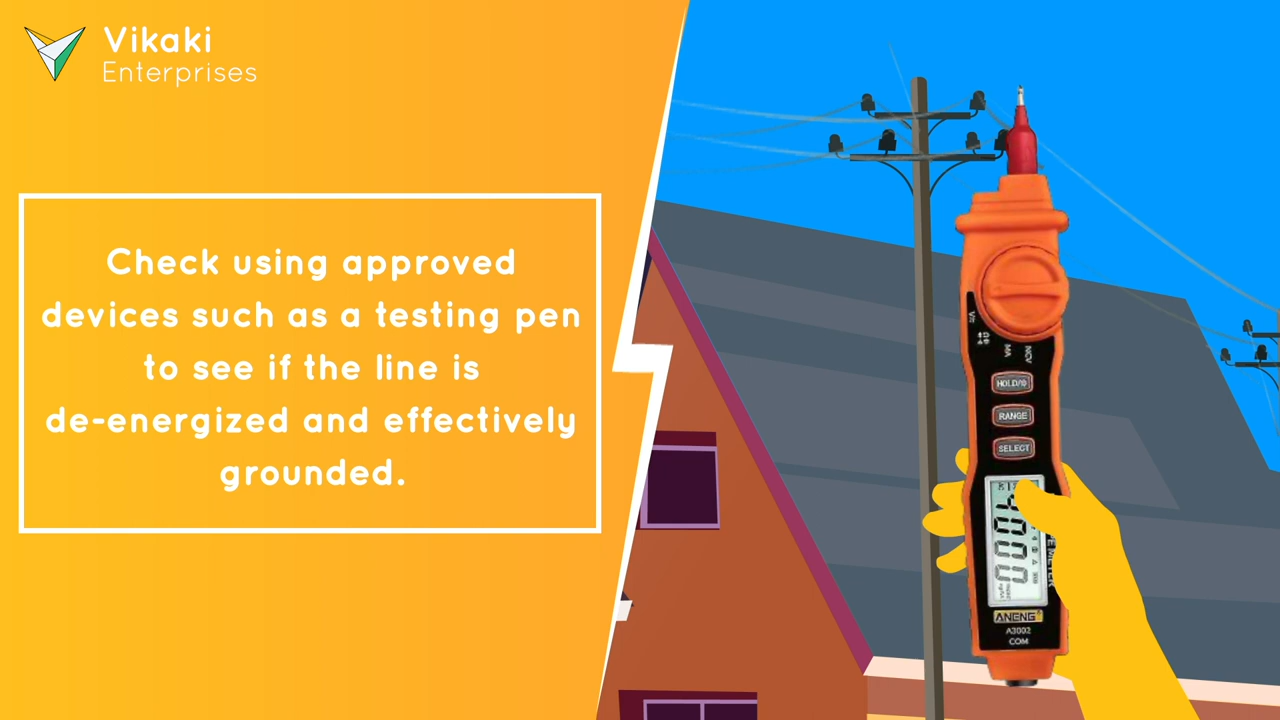 Vikaki
Enterprises
Check using approved
devices such as a testing pen
to see if the line is
de-energized and effectively
grounded.
NCV
HOLD/
RANGE
SELECT
ANENG
A3002
COM